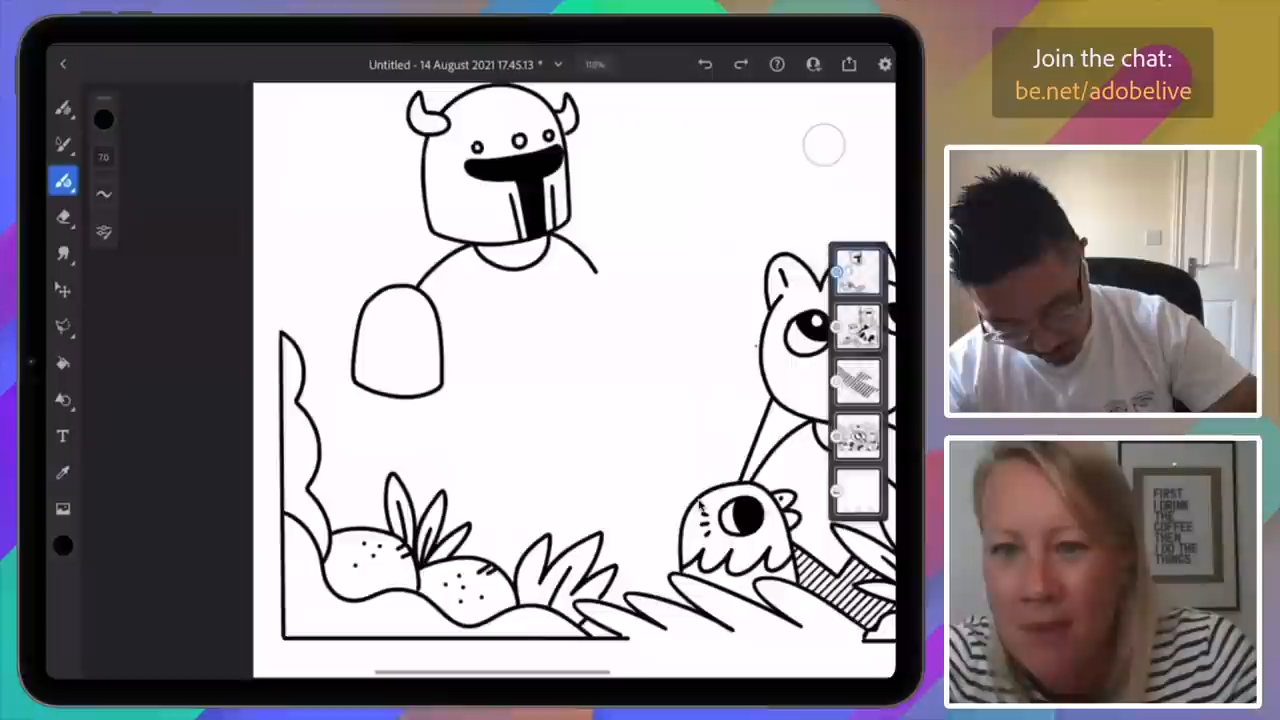 Untitled - 14 August 2021 17.45.13 *
118%
Join the chat:
be.net/adobelive
70
T
FIRST
I DRINK
THE
COFFEE
THEN
I DO THE
THINGS